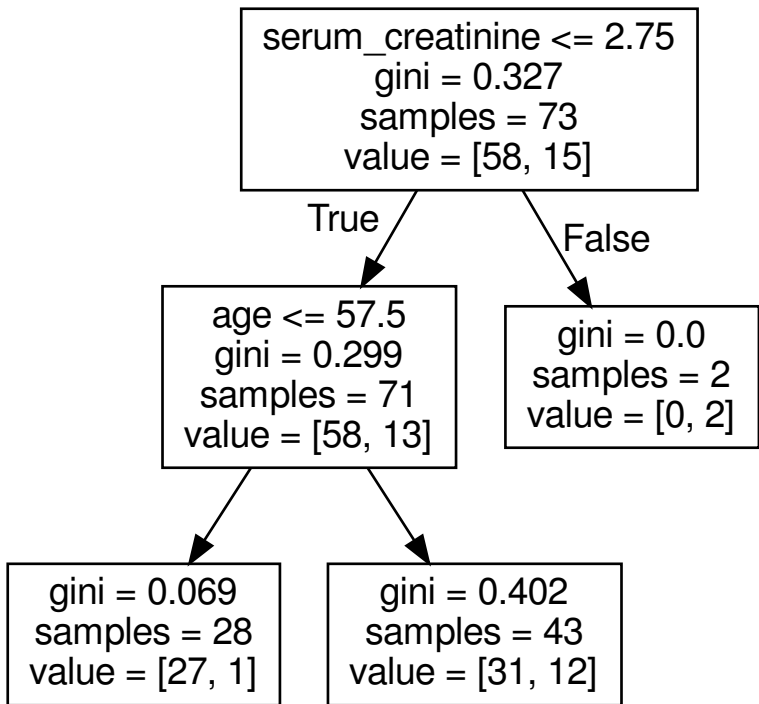 serum_creatinine <= 2.75
gini = 0.327
samples = 73
value = [58, 15]
True
False
age <= 57.5
gini = 0.299
samples = 71
value = [58, 13]
gini = 0.0
samples = 2
value = [0, 2]
gini = 0.069
samples = 28
value = [27, 1]
gini = 0.402
samples = 43
value = [31, 12]